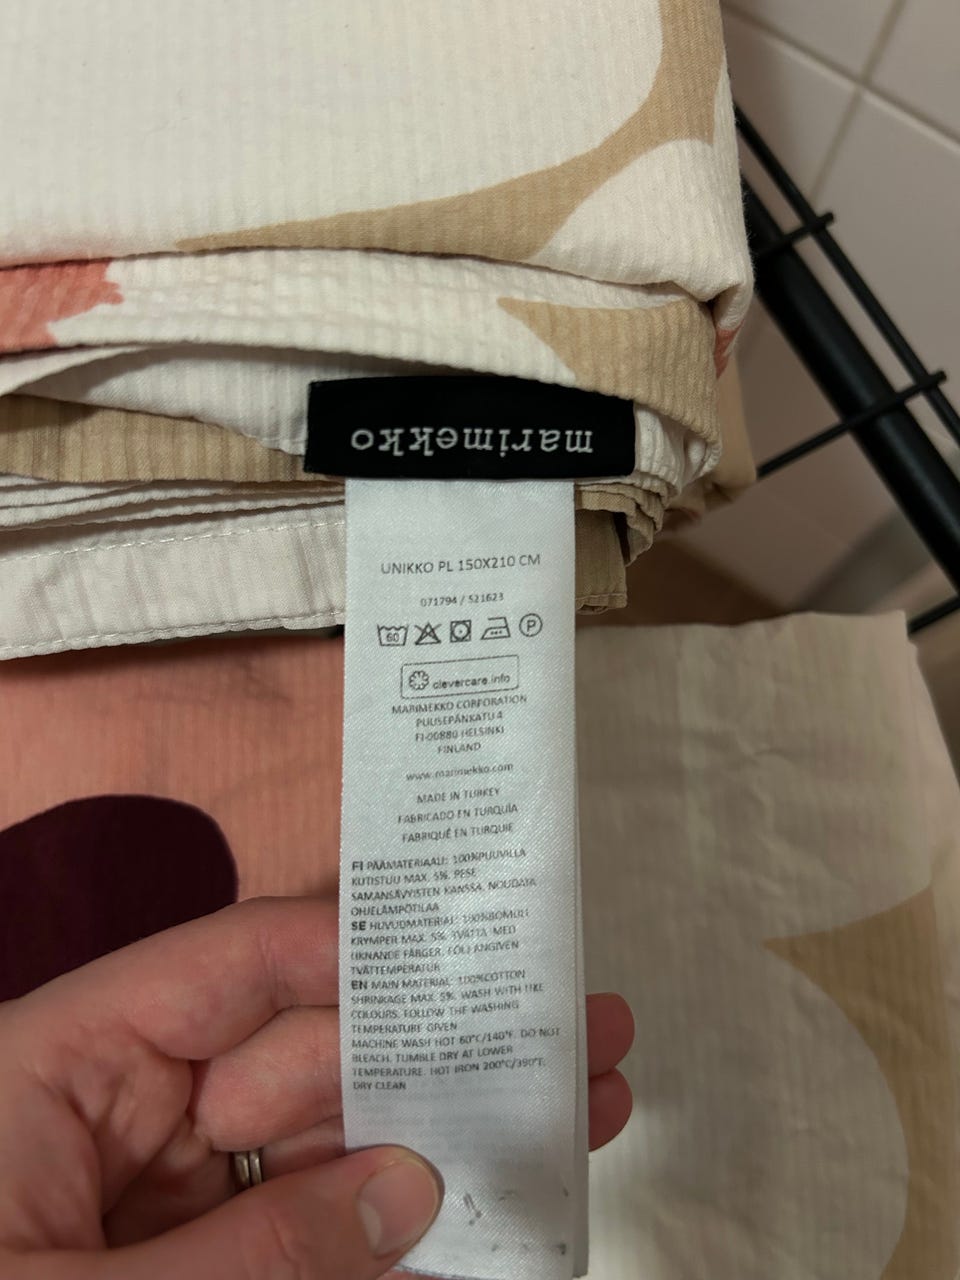 marimekko
UNIKKO PL 150X210 CM
071794 / 521623
60 P
clevercare.info
MARIMEKKO CORPORATION
PUUSEPÄNKATU 4
FI-00880 HELSINKI
FINLAND
www.marimekko.com
MADE IN TURKEY
FABRICADO EN TURQUÍA
FABRIQUÉ EN TURQUIE
FI PÄÄMATERIAALI: 100%PUUVILLA
KUTISTUU MAX. 5%. PESE
SAMANSÄVYISTEN KANSSA. NOUDATA
OHJELÄMPÖTILAA
SE HUVUDMATERIAL: 100%BOMULL
KRYMPER MAX. 5%. TVÄTTA MED
LIKNANDE FÄRGER. FÖLJ ANGIVEN
TVÄTTEMPERATUR
EN MAIN MATERIAL: 100%COTTON
SHRINKAGE MAX. 5%. WASH WITH LIKE
COLOURS. FOLLOW THE WASHING
TEMPERATURE GIVEN
MACHINE WASH HOT 60°C/140°F. DO NOT
BLEACH. TUMBLE DRY AT LOWER
TEMPERATURE. HOT IRON 200°C/390°F.
DRY CLEAN